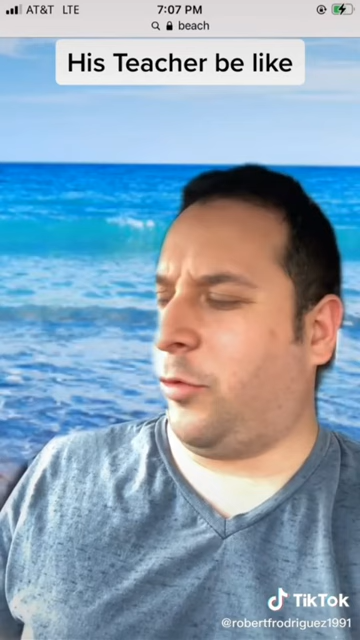 AT&T LTE 7:07 PM
beach
His Teacher be like
TikTok
@robertfrodriguez1991